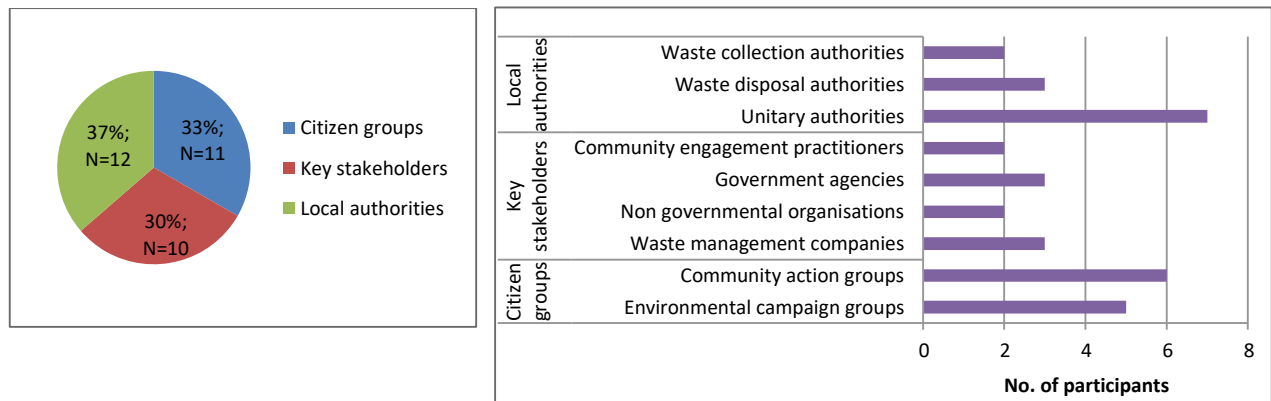 37%;
N=12
33%;
N=11
30%;
N=10
Citizen groups
Key stakeholders
Local authorities
Local
authorities
Waste collection authorities
Waste disposal authorities
Unitary authorities
Key
stakeholders
Community engagement practitioners
Government agencies
Non governmental organisations
Waste management companies
Citizen
groups
Community action groups
Environmental campaign groups
0 2 4 6 8
No. of participants